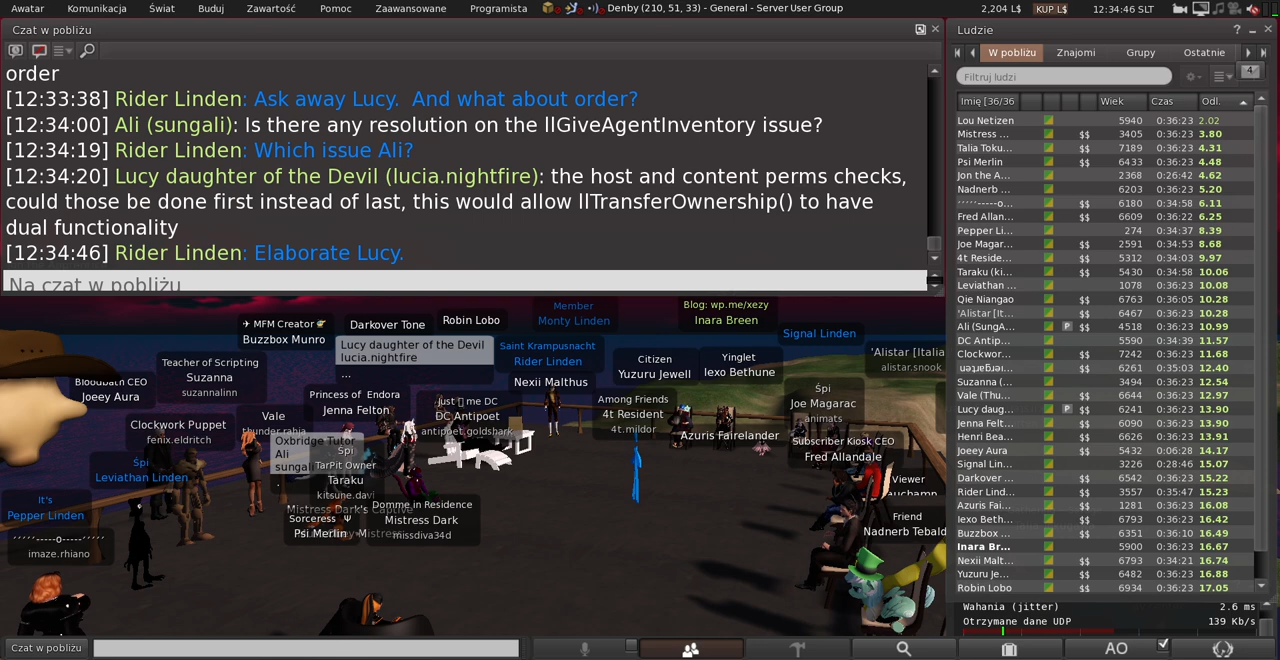 Awatar Komunikacja Świat Buduj Zawartość Pomoc Zaawansowane Programista Denby (210, 51, 33) - General - Server User Group 2,204 L$ KUP L$ 12:34:46 SLT
Czat w pobliżu
order
[12:33:38] Rider Linden: Ask away Lucy. And what about order?
[12:34:00] Ali (sungali): Is there any resolution on the llGiveAgentInventory issue?
[12:34:19] Rider Linden: Which issue Ali?
[12:34:20] Lucy daughter of the Devil (lucia.nightfire): the host and content perms checks,
could those be done first instead of last, this would allow llTransferOwnership() to have
dual functionality
[12:34:46] Rider Linden: Elaborate Lucy.
Na czat w pobliżu
Member
Monty Linden
Blog: wp.me/xezy
Inara Breen
✈ MFM Creator
Buzzbox Munro
Darkover Tone
Robin Lobo
Signal Linden
Lucy daughter of the Devil
lucia.nightfire
...
Saint Krampusnacht
Rider Linden
Nexii Malthus
Citizen
Yuzuru Jewell
Yinglet
Iexo Bethune
'Alistar [Italia
alistar.snook
Teacher of Scripting
Suzanna
suzannalinn
Bloodbath CEO
Joeey Aura
Princess of Endora
Jenna Felton
Just me DC
DC Antipoet
antipoet.goldshark
Among Friends
4t Resident
4t.mildor
Śpi
Joe Magarac
animats
Clockwork Puppet
fenix.eldritch
Vale
thunder.rahja
Oxbridge Tutor
Ali
sungali
.
Śpi
TarPit Owner
Taraku
kitsune.davi
Azuris Fairelander
Subscriber Kiosk CEO
Fred Allandale
Śpi
Leviathan Linden
It's
Pepper Linden
Mistress Dark's Captive
Sorceress Ψ
Psi Merlin
Domme in Residence
Mistress Dark
missdiva34d
Viewer
Friend
Nadnerb Tebald
´´´´´-----o-----´´´´´
imaze.rhiano
Czat w pobliżu
AO
Ludzie
W pobliżu Znajomi Grupy Ostatnie
Filtruj ludzi
4
Imię [36/36 Wiek Czas Odl.
Lou Netizen 5940 0:36:23 2.02
Mistress ... $$ 3405 0:36:23 3.80
Talia Toku... $$ 7189 0:36:23 4.31
Psi Merlin $$ 6433 0:36:23 4.48
Jon the A... 2368 0:26:42 4.62
Nadnerb ... 6203 0:36:23 5.20
´´´´´-----o... $$ 6180 0:34:58 6.11
Fred Allan... $$ 6609 0:36:22 6.25
Pepper Li... 274 0:34:37 8.39
Joe Magar... $$ 2591 0:34:53 8.68
4t Reside... $$ 5312 0:34:03 9.97
Taraku (ki... $$ 5430 0:34:58 10.06
Leviathan ... 1078 0:36:23 10.08
Qie Niangao $$ 6763 0:36:05 10.28
'Alistar [It... $$ 6467 0:36:23 10.28
Ali (SungA... P $$ 4518 0:36:23 10.99
DC Antip... 5590 0:34:39 11.57
Clockwor... $$ 7242 0:36:23 11.68
$$ 6261 0:35:03 12.40
Suzanna (... 3494 0:36:23 12.54
Vale (Thu... $$ 6644 0:36:23 12.97
Lucy daug... P $$ 6241 0:36:23 13.90
Jenna Felt... $$ 6090 0:36:23 13.90
Henri Bea... $$ 6626 0:36:23 13.91
Joeey Aura $$ 5432 0:06:28 14.17
Signal Lin... 3226 0:28:46 15.07
Darkover ... $$ 6542 0:36:23 15.22
Rider Lind... $$ 3557 0:35:47 15.23
Azuris Fai... $$ 1281 0:36:23 16.08
Iexo Beth... $$ 6793 0:36:23 16.42
Buzzbox ... $$ 6351 0:36:10 16.49
Inara Br... 5900 0:36:23 16.67
Nexii Malt... $$ 6793 0:34:21 16.74
Yuzuru Je... $$ 6482 0:36:23 16.88
Robin Lobo $$ 6934 0:36:23 17.05
Wahania (jitter) 2.6 ms
Otrzymane dane UDP 139 Kb/s